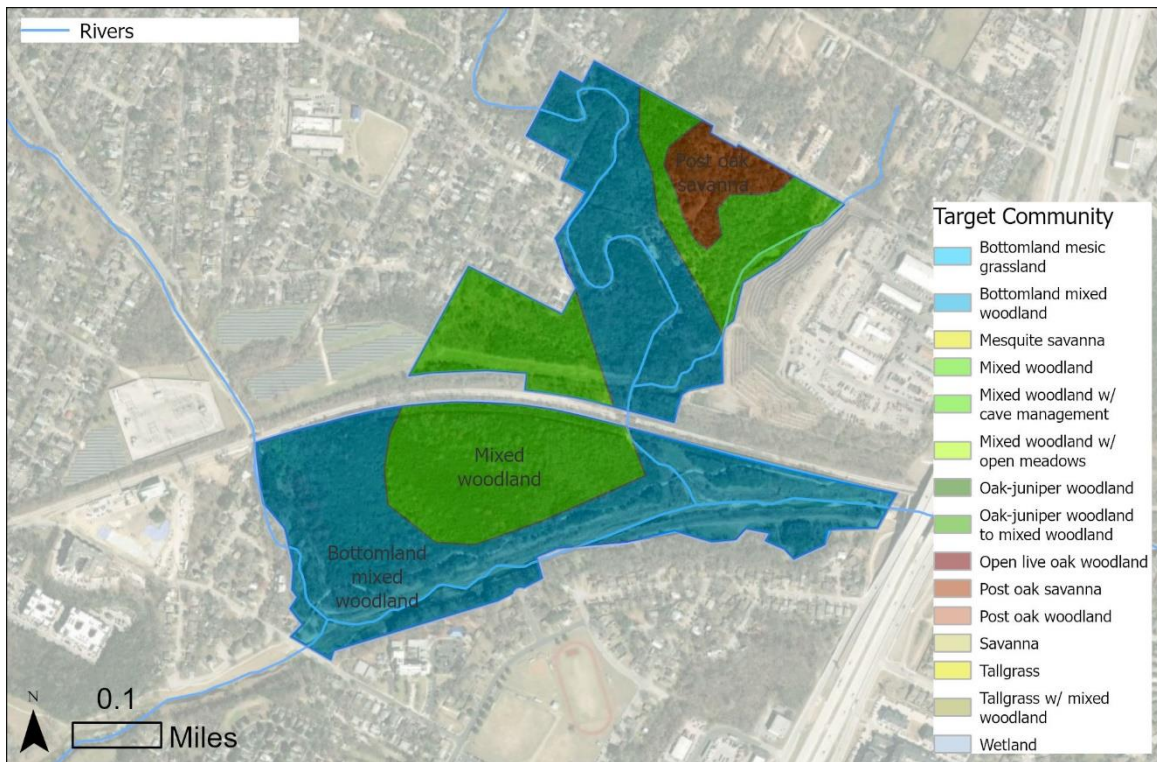 Rivers
Post oak
savanna
Target Community
Bottomland mesic
grassland
Bottomland mixed
woodland
Mesquite savanna
Mixed woodland
Mixed woodland w/
cave management
Mixed woodland w/
open meadows
Oak-juniper woodland
Oak-juniper woodland
to mixed woodland
Open live oak woodland
Post oak savanna
Post oak woodland
Savanna
Tallgrass
Tallgrass w/ mixed
woodland
Wetland
Mixed
woodland
Bottomland
mixed
woodland
N
0.1
Miles